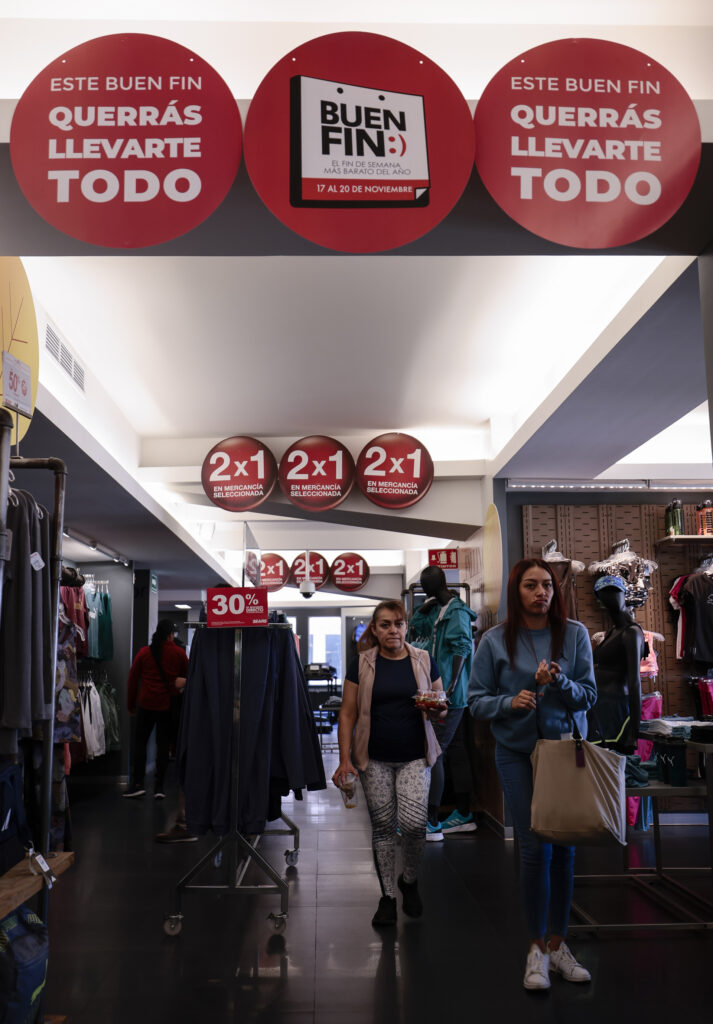 ESTE BUEN FIN
QUERRÁS
LLEVARTE
TODO
BUEN
FIN:)
EL FIN DE SEMANA
MÁS BARATO DEL AÑO
17 AL 20 DE NOVIEMBRE
ESTE BUEN FIN
QUERRÁS
LLEVARTE
TODO
50%
2x1
EN MERCANCÍA
SELECCIONADA
2x1
EN MERCANCÍA
SELECCIONADA
2x1
EN MERCANCÍA
SELECCIONADA
2x1
2x1
2x1
30%
SEARS